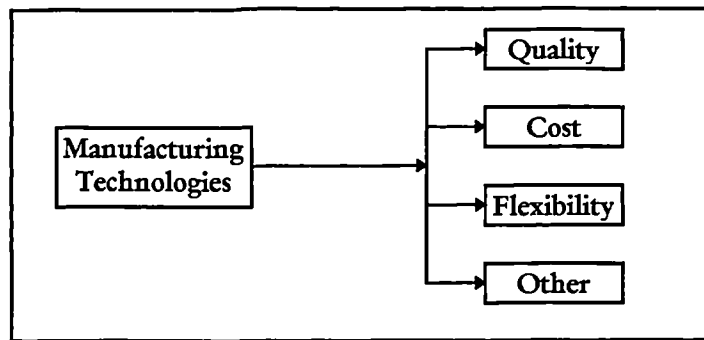 Quality
Manufacturing
Technologies
Cost
Flexibility
Other